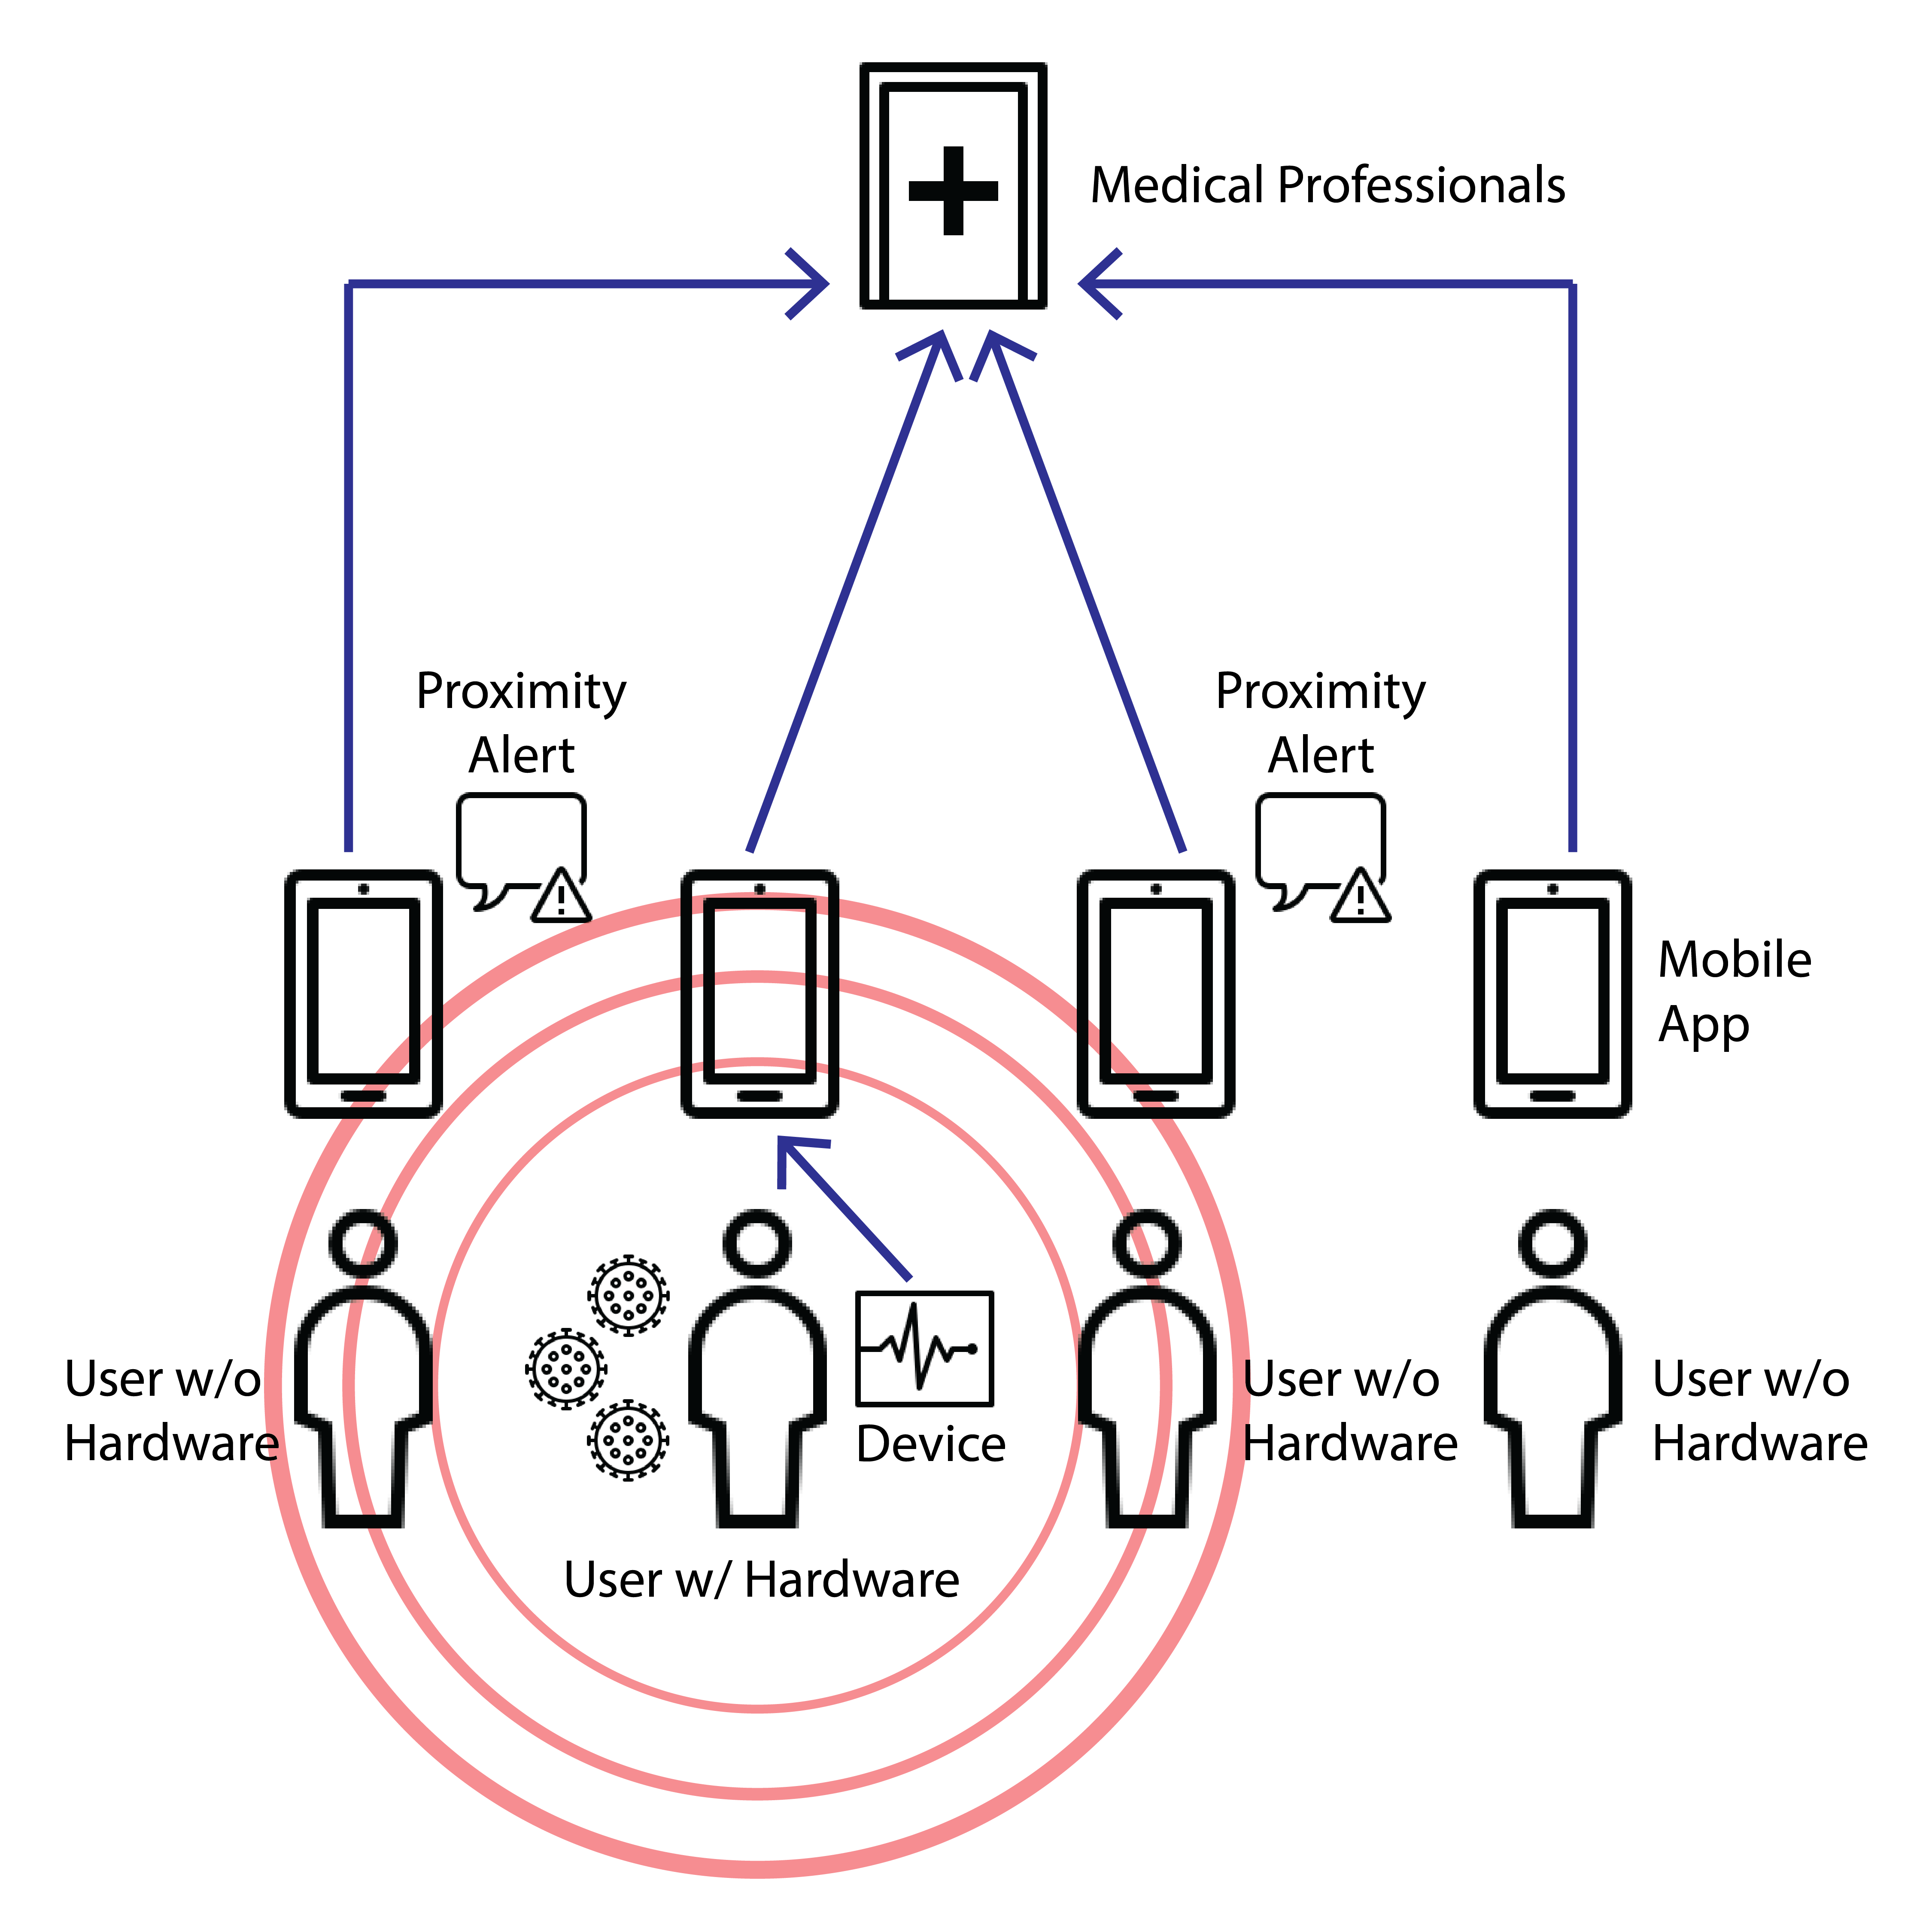 Medical Professionals
Proximity
Alert
Proximity
Alert
Mobile
App
User w/o
Hardware
Device
User w/o
Hardware
User w/o
Hardware
User w/ Hardware